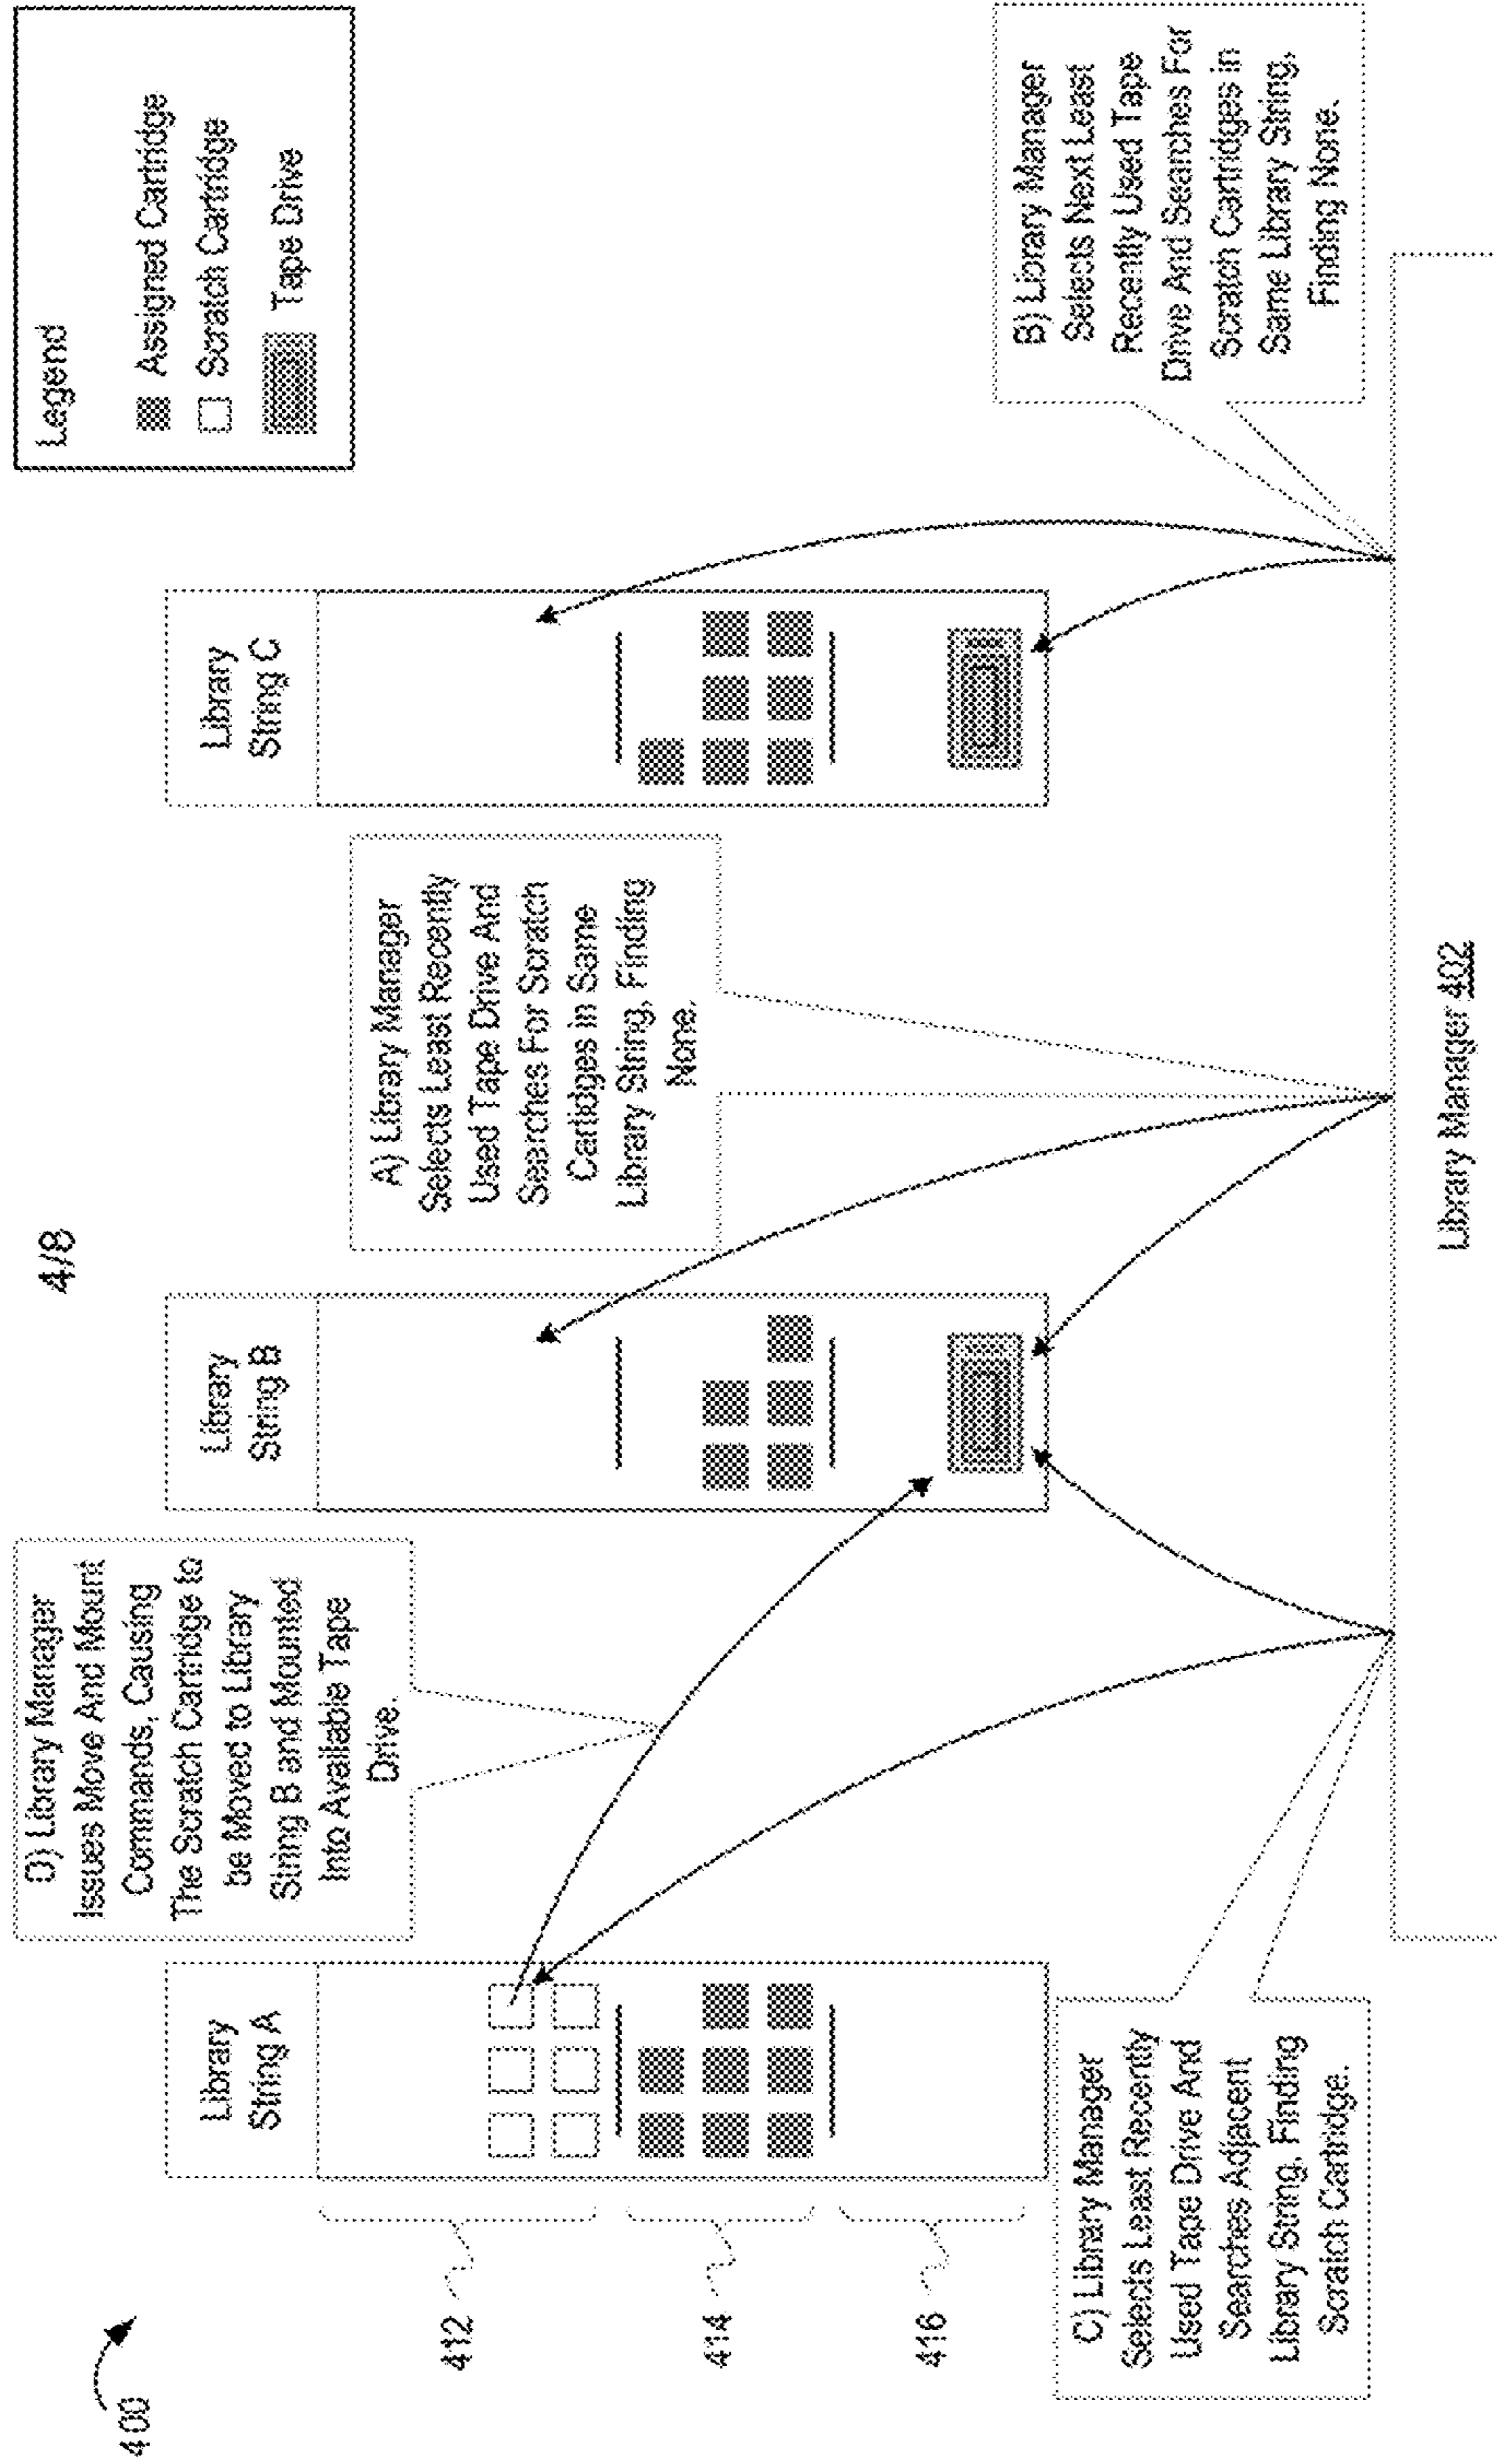 4/8
400
Legend
Assigned Cartridge
Scratch Cartridge
Tape Drive
D) Library Manager
Issues Move And Mount
Commands, Causing
The Scratch Cartridge to
be Moved to Library
String B and Mounted
Into Available Tape
Drive.
Library
String A
Library
String B
Library
String C
A) Library Manager
Selects Least Recently
Used Tape Drive And
Searches For Scratch
Cartidges in Same
Library String, Finding
None.
412
414
416
B) Library Manager
Selects Next Least
Recently Used Tape
Drive And Searches For
Scratch Cartridges in
Same Library String,
Finding None.
C) Library Manager
Selects Least Recently
Used Tape Drive And
Searches Adjacent
Library String, Finding
Scratch Cartridge.
Library Manager 402